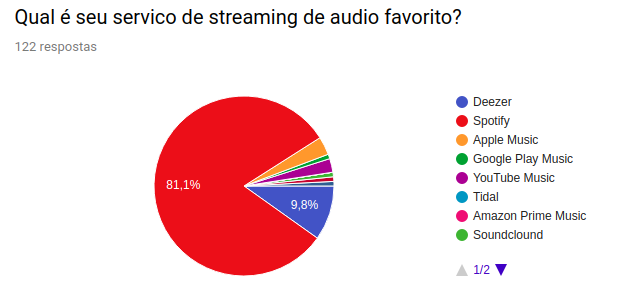 Qual é seu servico de streaming de audio favorito?
122 respostas
81,1%
9,8%
Deezer
Spotify
Apple Music
Google Play Music
YouTube Music
Tidal
Amazon Prime Music
Soundclound
1/2